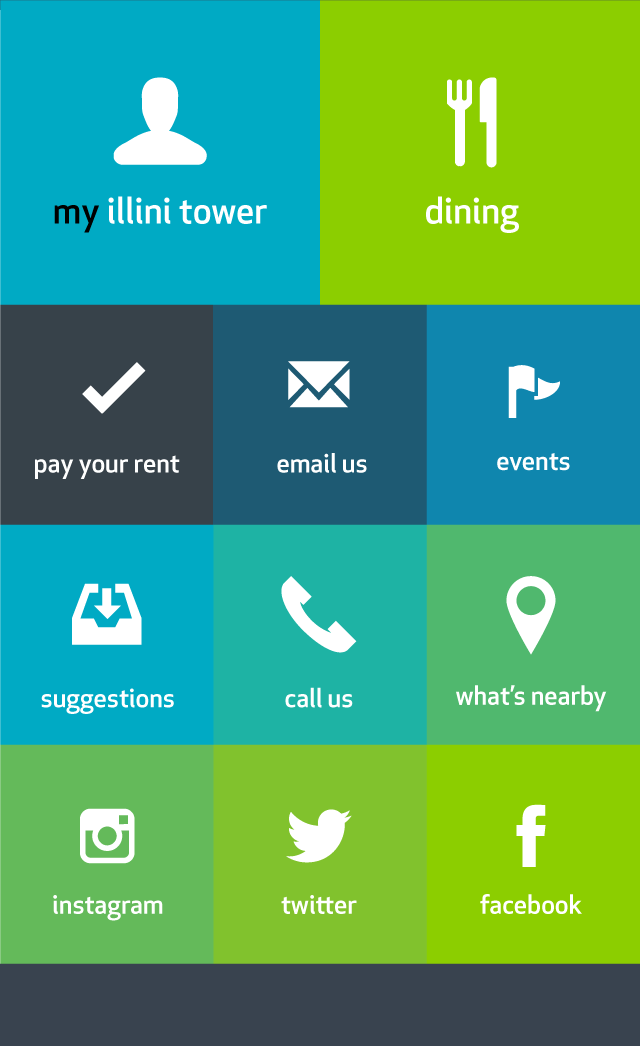 my illini tower
dining
pay your rent
email us
events
suggestions
call us
what's nearby
instagram
twitter
facebook